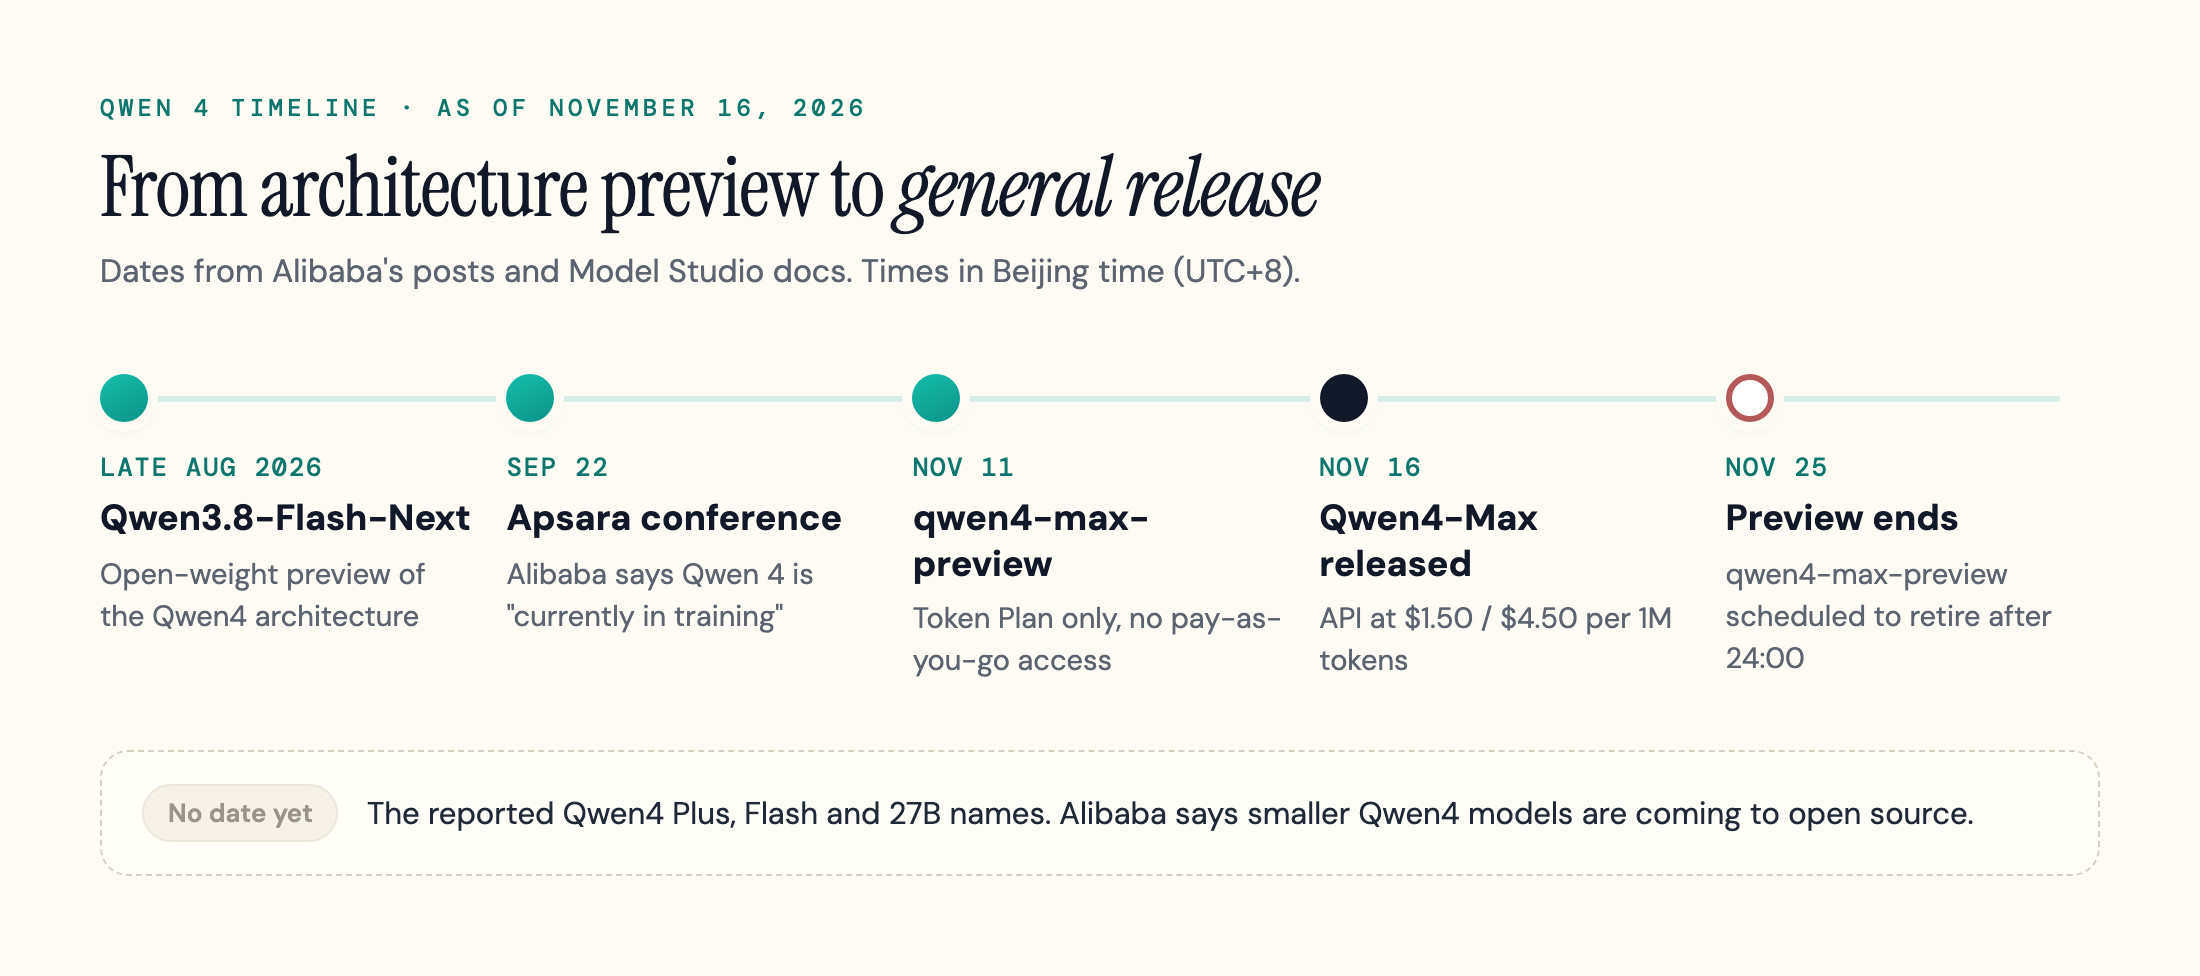 QWEN 4 TIMELINE · AS OF NOVEMBER 16, 2026
From architecture preview to general release
Dates from Alibaba's posts and Model Studio docs. Times in Beijing time (UTC+8).
LATE AUG 2026
Qwen3.8-Flash-Next
Open-weight preview of
the Qwen4 architecture
SEP 22
Apsara conference
Alibaba says Qwen 4 is
"currently in training"
NOV 11
qwen4-max-
preview
Token Plan only, no pay-as-
you-go access
NOV 16
Qwen4-Max
released
API at $1.50 / $4.50 per 1M
tokens
NOV 25
Preview ends
qwen4-max-preview
scheduled to retire after
24:00
No date yet
The reported Qwen4 Plus, Flash and 27B names. Alibaba says smaller Qwen4 models are coming to open source.